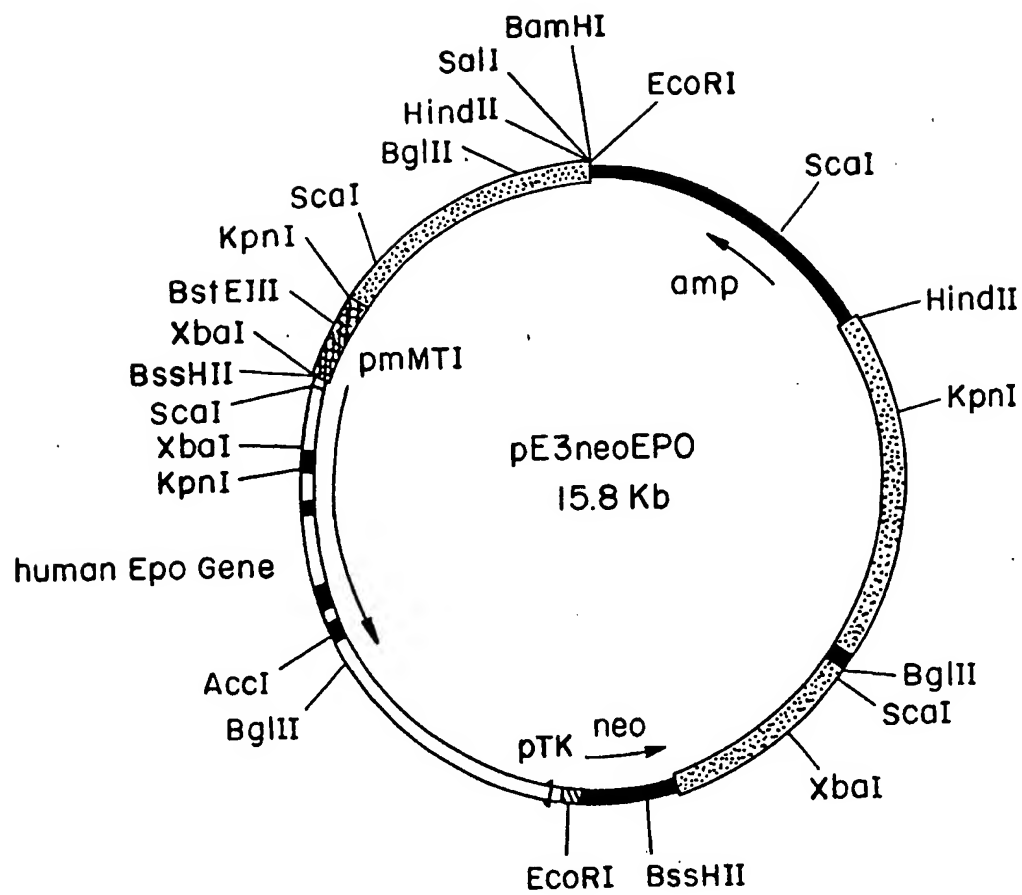 BamHI
SalI
EcoRI
HindII
BglII
ScaI
ScaI
KpnI
amp
BstEIII
HindII
XbaI
pmMTI
BssHII
KpnI
ScaI
XbaI
pE3neoEPO
KpnI
15.8 Kb
human Epo Gene
AccI
BglII
BglII
ScaI
neo
pTK
XbaI
EcoRI
BssHII